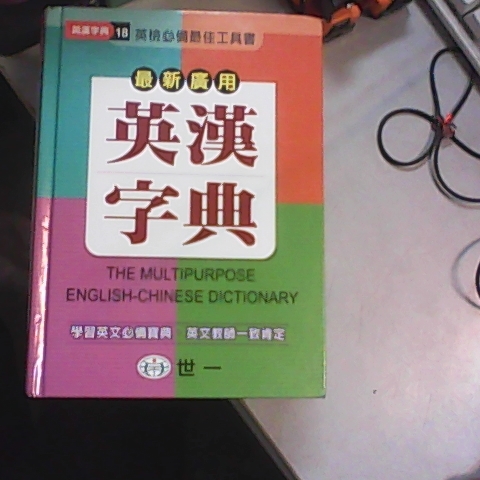 英漢字典 18 英檢必備最佳工具書
最新廣用
英漢
字典
THE MULTIPURPOSE
ENGLISH-CHINESE DICTIONARY
學習英文必備寶典 英文教師一致肯定
世一